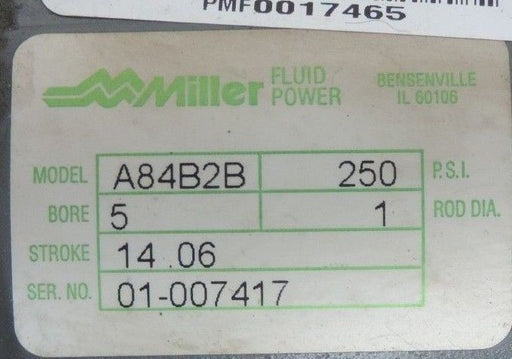 PMF0017465
Miller FLUID POWER
BENSENVILLE
IL 60106
MODEL A84B2B 250 P.S.I.
BORE 5 1 ROD DIA.
STROKE 14.06
SER. NO. 01-007417